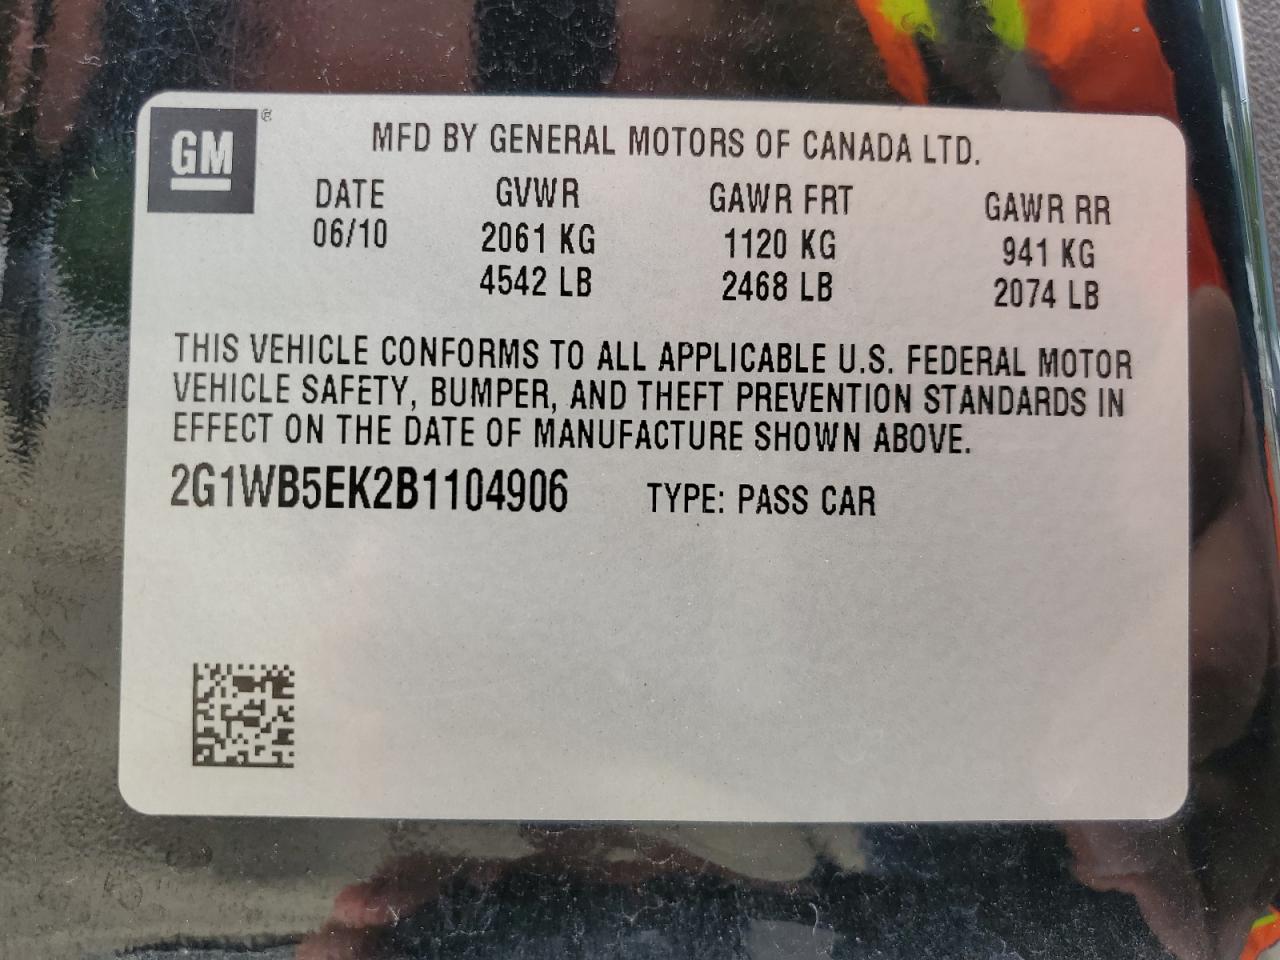 GM ®
MFD BY GENERAL MOTORS OF CANADA LTD.
DATE GVWR GAWR FRT GAWR RR
06/10 2061 KG 1120 KG 941 KG
4542 LB 2468 LB 2074 LB
THIS VEHICLE CONFORMS TO ALL APPLICABLE U.S. FEDERAL MOTOR
VEHICLE SAFETY, BUMPER, AND THEFT PREVENTION STANDARDS IN
EFFECT ON THE DATE OF MANUFACTURE SHOWN ABOVE.
2G1WB5EK2B1104906 TYPE: PASS CAR